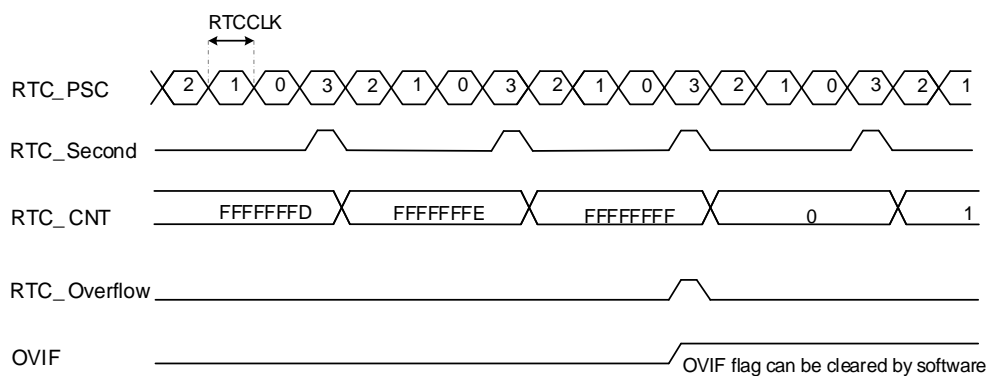 RTCCLK
RTC_PSC 2 1 0 3 2 1 0 3 2 1 0 3 2 1 0 3 2 1
RTC_Second
RTC_CNT FFFFFFFD FFFFFFFE FFFFFFFF 0 1
RTC_Overflow
OVIF
OVIF flag can be cleared by software